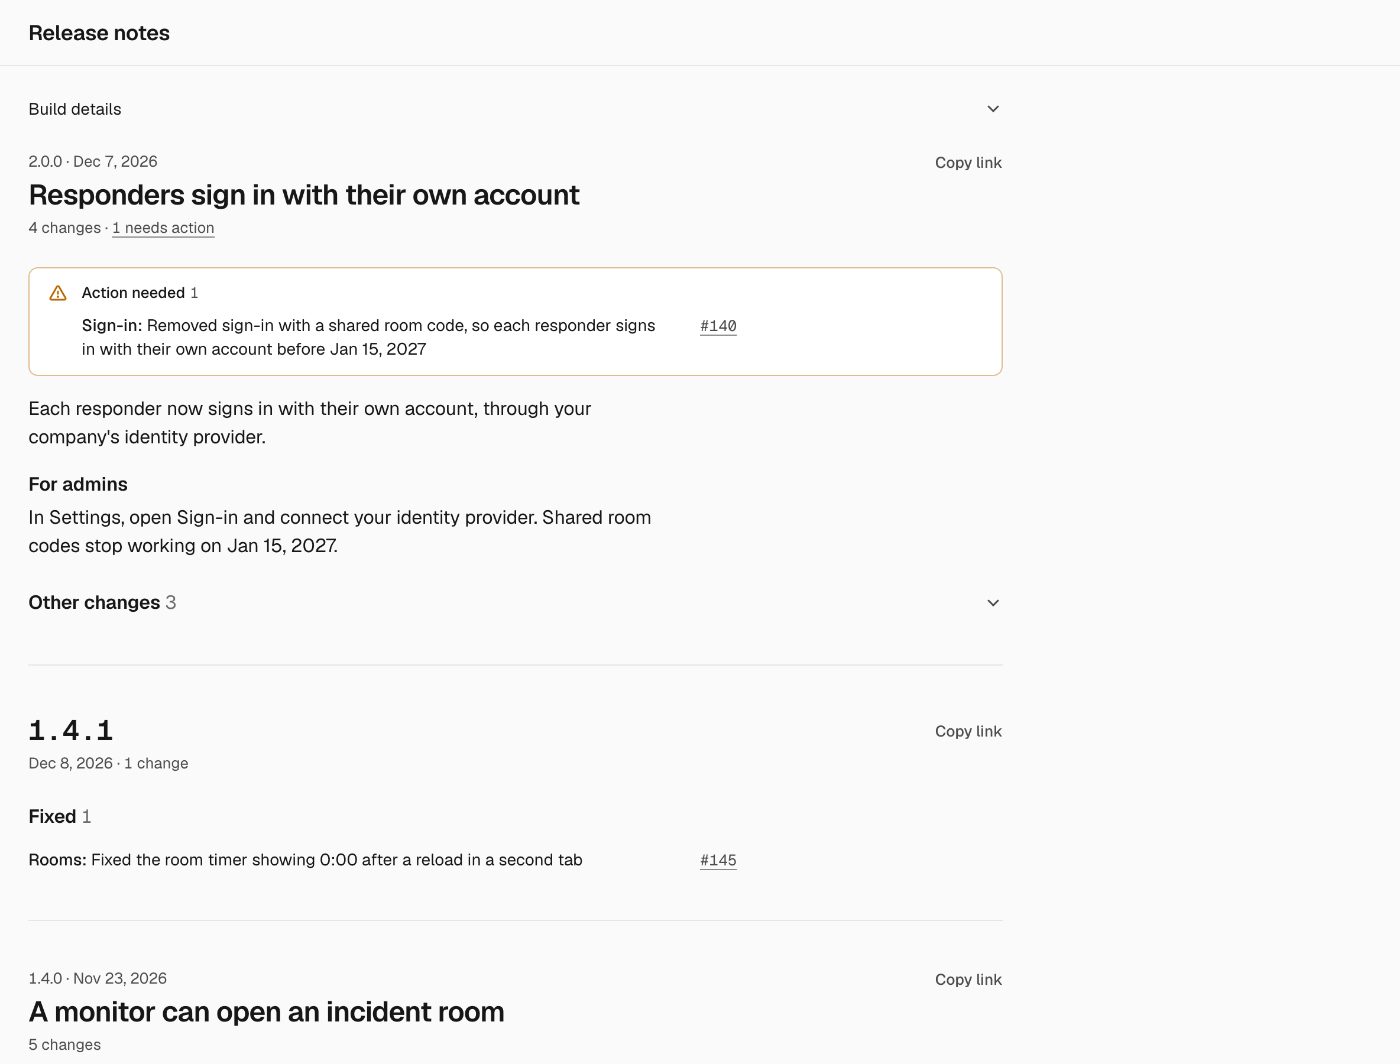 Release notes
Build details
2.0.0 · Dec 7, 2026
Copy link
Responders sign in with their own account
4 changes · 1 needs action
Action needed 1
Sign-in: Removed sign-in with a shared room code, so each responder signs
#140
in with their own account before Jan 15, 2027
Each responder now signs in with their own account, through your
company's identity provider.
For admins
In Settings, open Sign-in and connect your identity provider. Shared room
codes stop working on Jan 15, 2027.
Other changes 3
1.4.1
Copy link
Dec 8, 2026 · 1 change
Fixed 1
Rooms: Fixed the room timer showing 0:00 after a reload in a second tab
#145
1.4.0 · Nov 23, 2026
Copy link
A monitor can open an incident room
5 changes